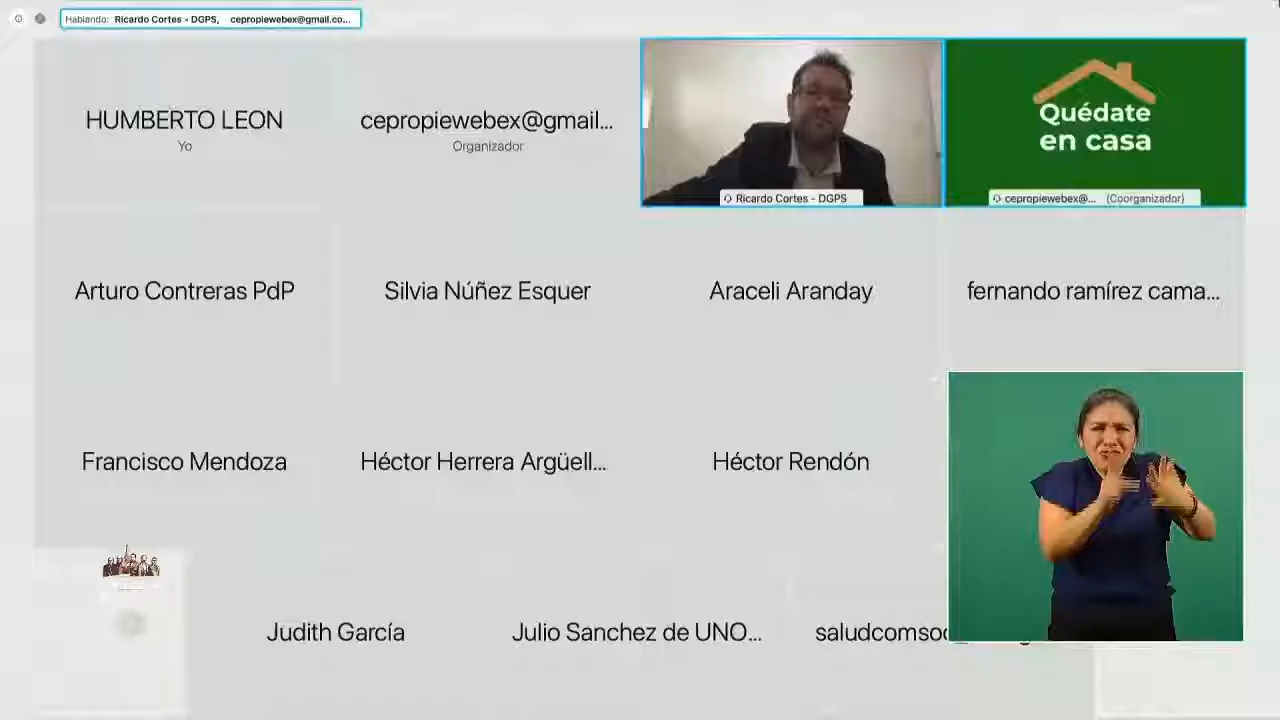 Hablando: Ricardo Cortes - DGPS, cepropiewebex@gmail.co...
HUMBERTO LEON
Yo
cepropiewebex@gmail...
Organizador
Quédate
en casa
Ricardo Cortes - DGPS
cepropiewebex@... (Coorganizador)
Arturo Contreras PdP
Silvia Núñez Esquer
Araceli Aranday
fernando ramírez cama...
Francisco Mendoza
Héctor Herrera Argüell...
Héctor Rendón
Judith García
Julio Sanchez de UNO...
saludcomsoc